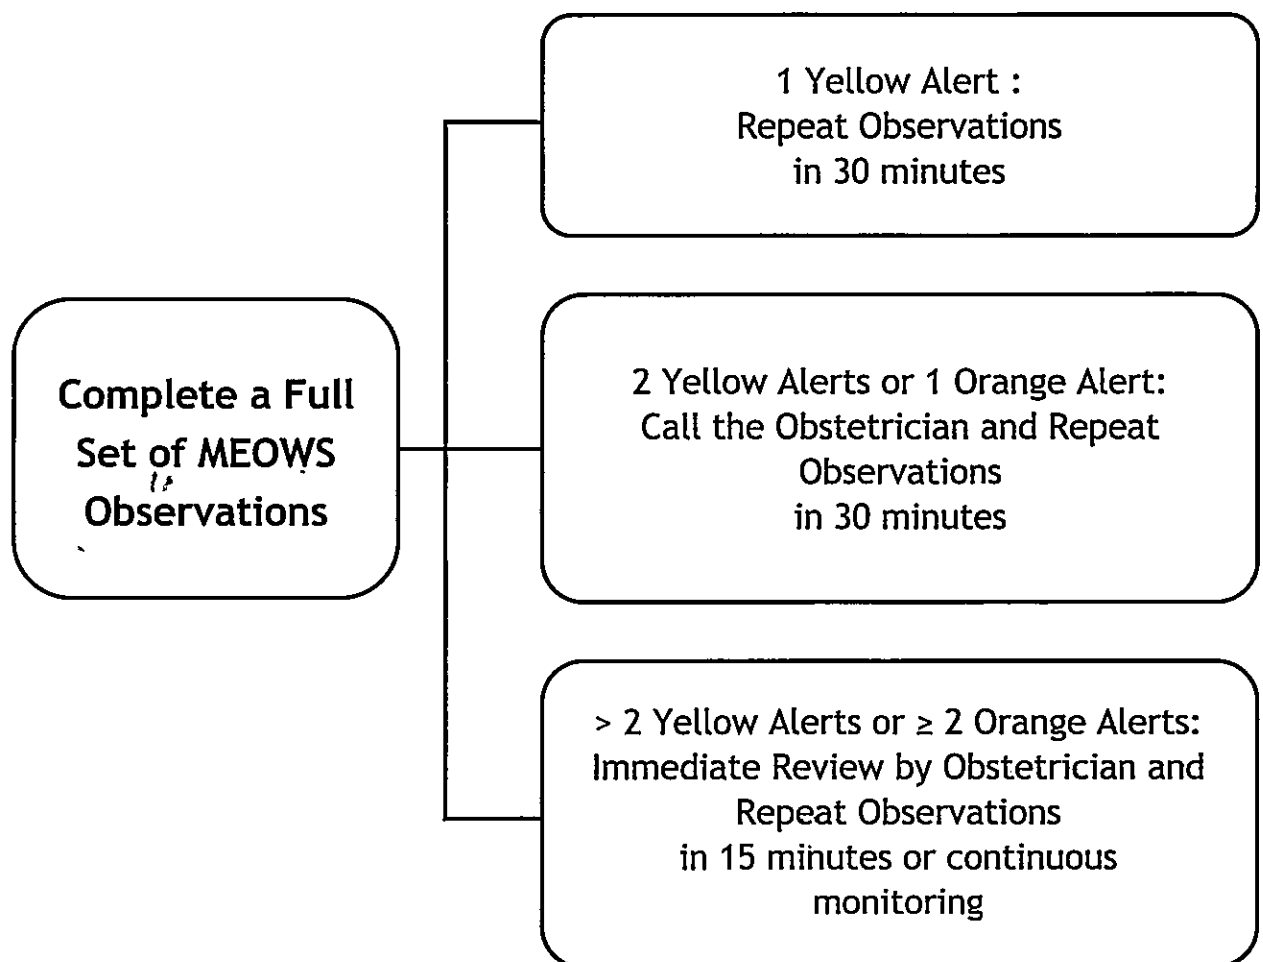 Complete a Full
Set of MEOWS
Observations
1 Yellow Alert :
Repeat Observations
in 30 minutes
2 Yellow Alerts or 1 Orange Alert:
Call the Obstetrician and Repeat
Observations
in 30 minutes
> 2 Yellow Alerts or ≥ 2 Orange Alerts:
Immediate Review by Obstetrician and
Repeat Observations
in 15 minutes or continuous
monitoring